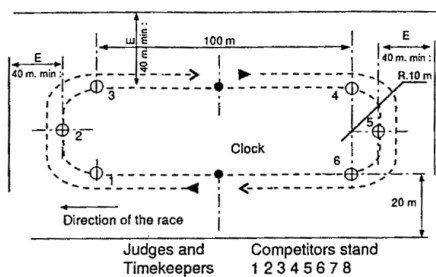 E
40 m. min :
100 m
E
40 m. min :
E
40 m. min :
R.10 m
3
4
2
5
Clock
1
6
20 m
Direction of the race
Judges and Timekeepers
Competitors stand
1 2 3 4 5 6 7 8